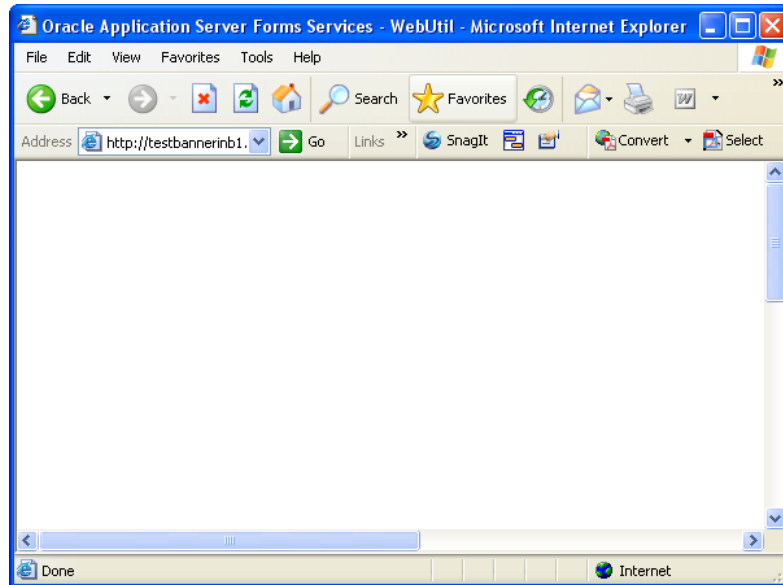 Oracle Application Server Forms Services - WebUtil - Microsoft Internet Explorer
File Edit View Favorites Tools Help
Back Search Favorites W »
Address http://testbannerinb1. Go Links » SnagIt Convert Select
Done Internet